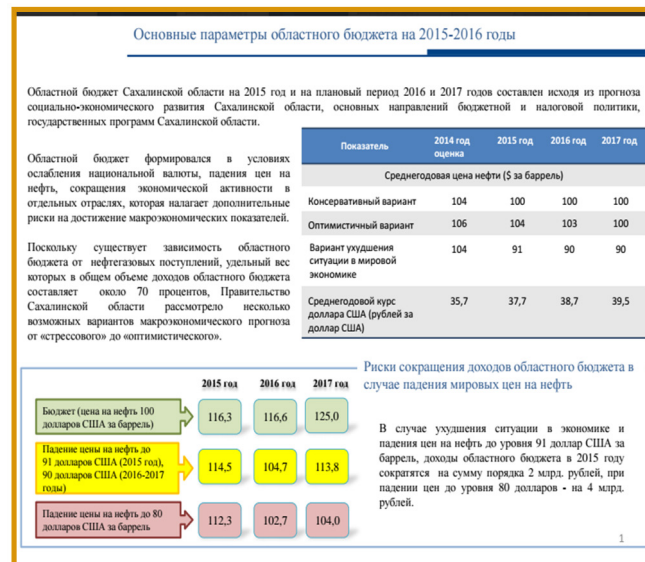 Основные параметры областного бюджета на 2015-2016 годы
Областной бюджет Сахалинской области на 2015 год и на плановый период 2016 и 2017 годов составлен исходя из прогноза
социально-экономического развития Сахалинской области, основных направлений бюджетной и налоговой политики,
государственных программ Сахалинской области.
Областной бюджет формировался в условиях
ослабления национальной валюты, падения цен на
нефть, сокращения экономической активности в
отдельных отраслях, которая налагает дополнительные
риски на достижение макроэкономических показателей.
Поскольку существует зависимость областного
бюджета от нефтегазовых поступлений, удельный вес
которых в общем объеме доходов областного бюджета
составляет около 70 процентов, Правительство
Сахалинской области рассмотрело несколько
возможных вариантов макроэкономического прогноза
от «стрессового» до «оптимистического».
Показатель 2014 год 2015 год 2016 год 2017 год
оценка
Среднегодовая цена нефти ($ за баррель)
Консервативный вариант 104 100 100 100
Оптимистичный вариант 106 104 103 100
Вариант ухудшения 104 91 90 90
ситуации в мировой
экономике
Среднегодовой курс 35,7 37,7 38,7 39,5
доллара США (рублей за
доллар США)
2015 год 2016 год 2017 год
Бюджет (цена на нефть 100 116,3 116,6 125,0
долларов США за баррель)
Падение цены на нефть до
91 долларов США (2015 год), 114,5 104,7 113,8
90 долларов США (2016-2017
годы)
Падение цены на нефть до 80 112,3 102,7 104,0
долларов США за баррель
Риски сокращения доходов областного бюджета в
случае падения мировых цен на нефть
В случае ухудшения ситуации в экономике и
падения цен на нефть до уровня 91 доллар США за
баррель, доходы областного бюджета в 2015 году
сократятся на сумму порядка 2 млрд. рублей, при
падении цен до уровня 80 долларов - на 4 млрд.
рублей.
1